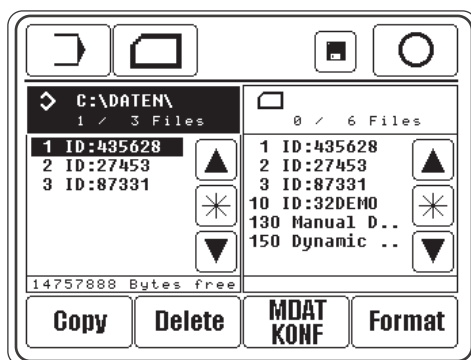 C:\DATEN\
1 / 3 Files
1 ID:435628
2 ID:27453
3 ID:87331
14757888 Bytes free
0 / 6 Files
1 ID:435628
2 ID:27453
3 ID:87331
10 ID:32DEMO
130 Manual D..
150 Dynamic ..
Copy
Delete
MDAT
KONF
Format